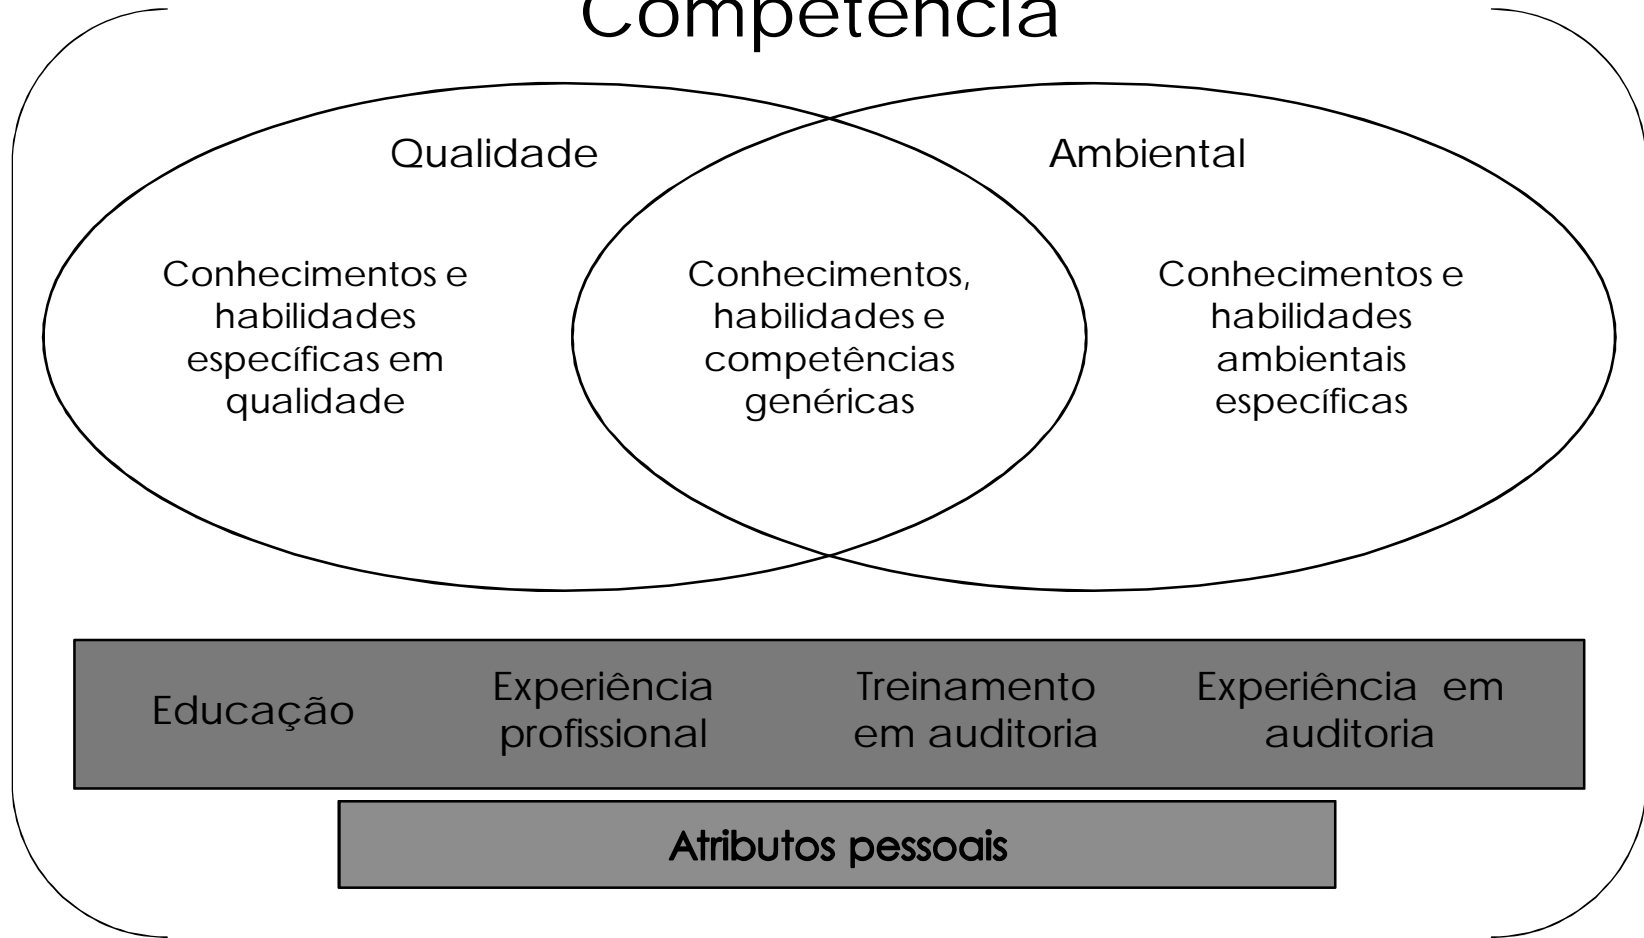 Competência
Qualidade
Ambiental
Conhecimentos e
habilidades
específicas em
qualidade
Conhecimentos,
habilidades e
competências
genéricas
Conhecimentos e
habilidades
ambientais
específicas
Educação
Experiência
profissional
Treinamento
em auditoria
Experiência em
auditoria
Atributos pessoais